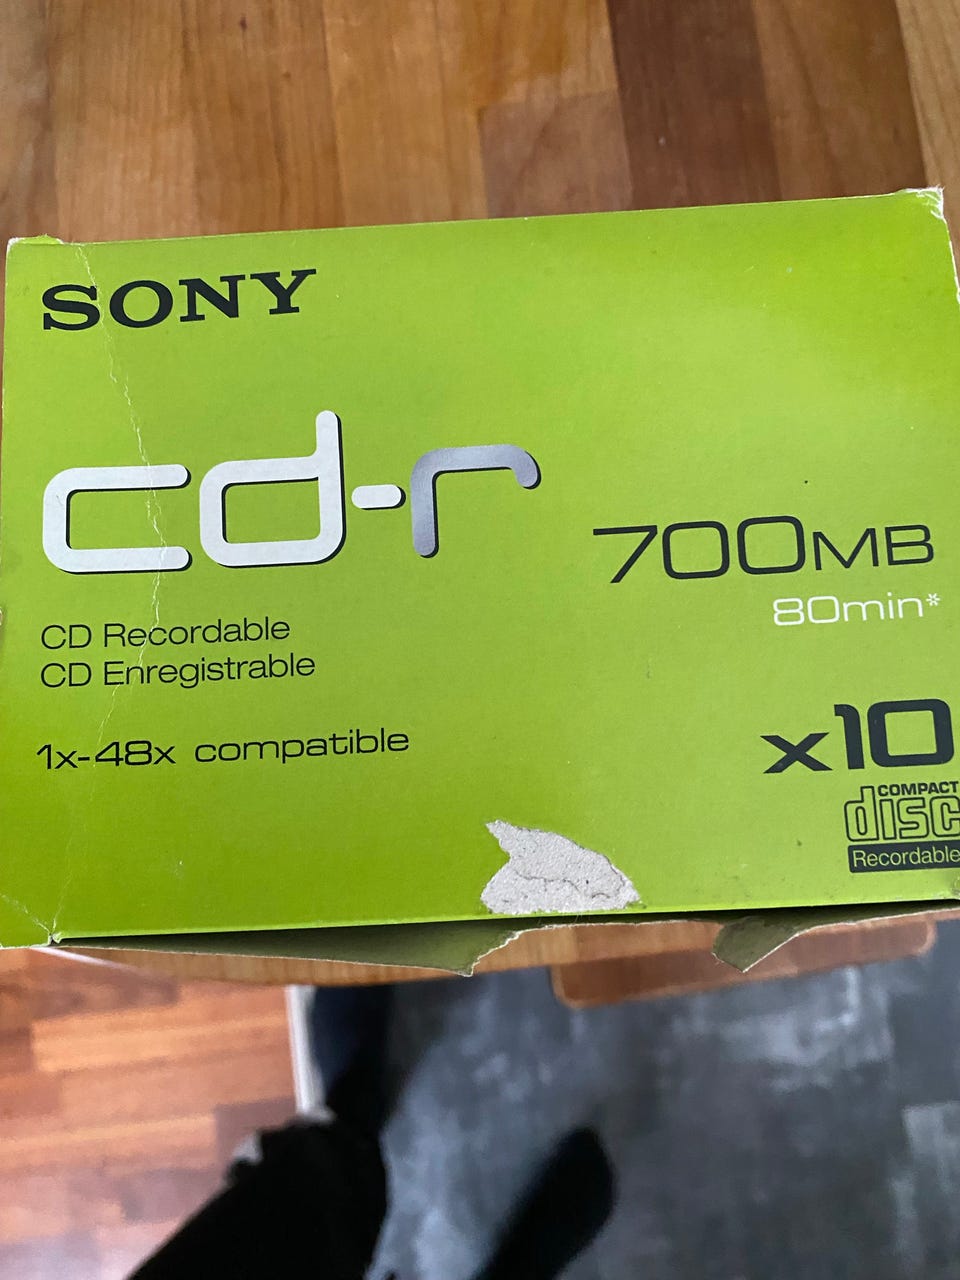 SONY
cd-r
700MB
80min*
CD Recordable
CD Enregistrable
1x-48x compatible
x10
COMPACT
disc
Recordable